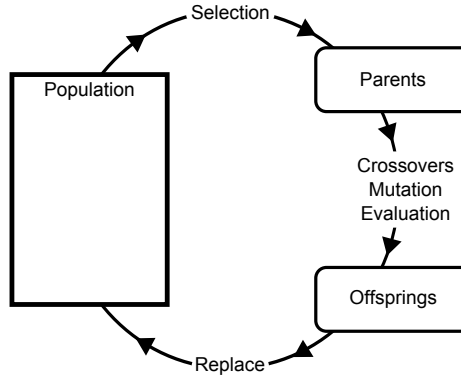 Selection
Population
Parents
Crossovers
Mutation
Evaluation
Offsprings
Replace